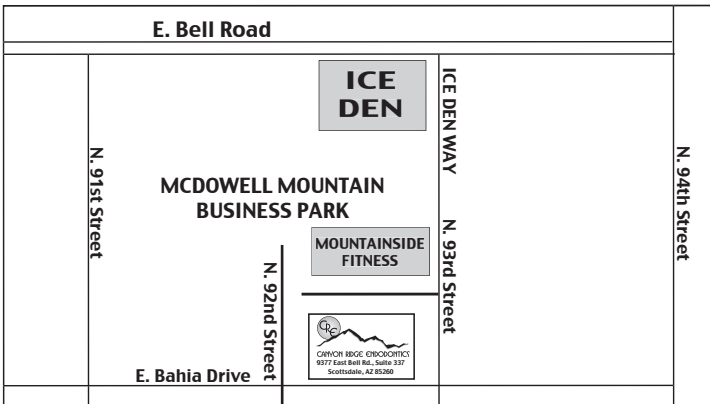 E. Bell Road
ICE
DEN
ICE DEN WAY
N. 91st Street
N. 94th Street
MCDOWELL MOUNTAIN
BUSINESS PARK
MOUNTAINSIDE
FITNESS
N. 93rd Street
N. 92nd Street
CRE
CANYON RIDGE ENDODONTICS
9377 East Bell Rd., Suite 337
Scottsdale, AZ 85260
E. Bahia Drive